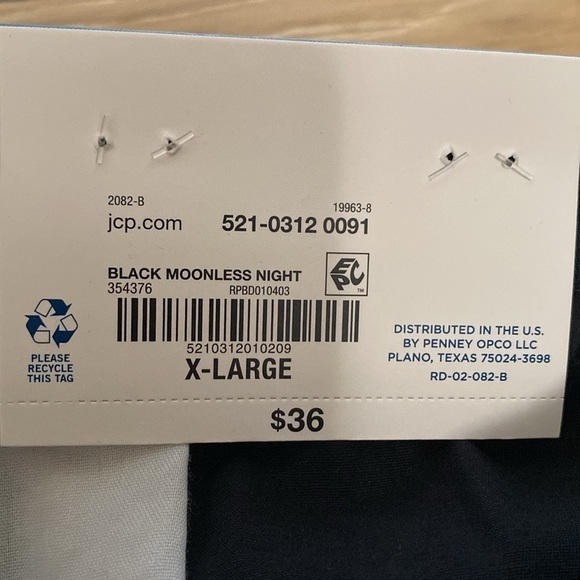 2082-B
19963-8
jcp.com
521-0312 0091
BLACK MOONLESS NIGHT
354376
RPBD010403
EPC
TM
5210312010209
X-LARGE
PLEASE
RECYCLE
THIS TAG
DISTRIBUTED IN THE U.S.
BY PENNEY OPCO LLC
PLANO, TEXAS 75024-3698
RD-02-082-B
$36